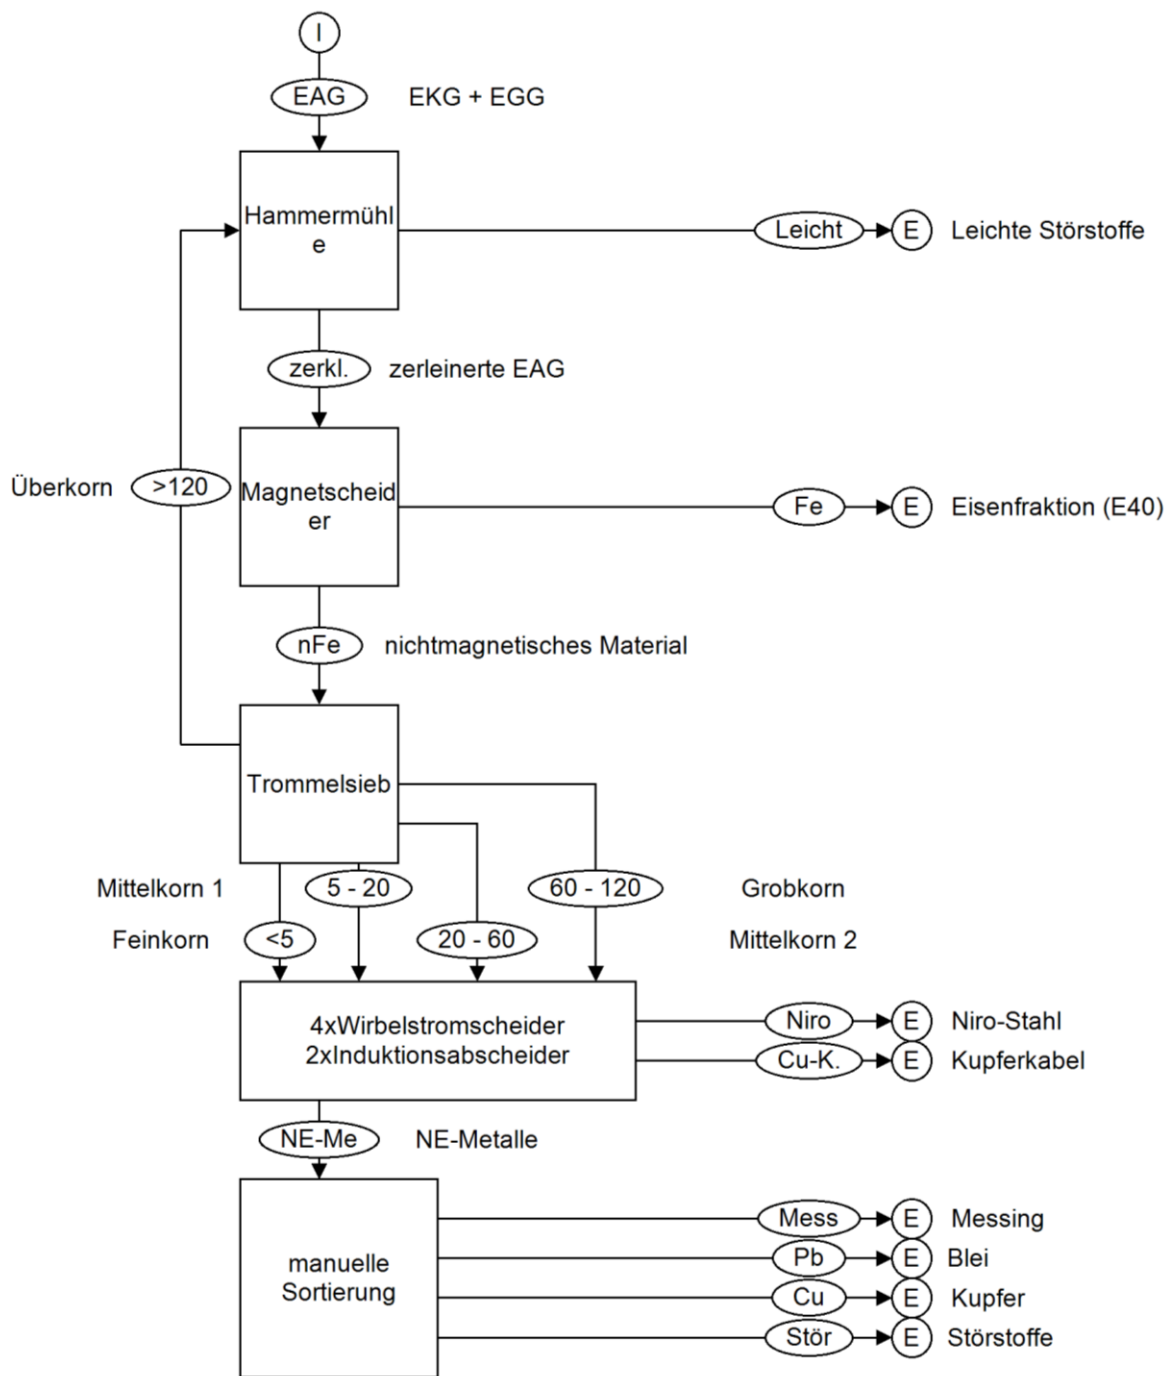 I
EAG EKG + EGG
Hammermühl
e
Leicht E Leichte Störstoffe
zerkl. zerleinerte EAG
Überkorn >120
Magnetscheid
er
Fe E Eisenfraktion (E40)
nFe nichtmagnetisches Material
Trommelsieb
Mittelkorn 1 5 - 20 60 - 120 Grobkorn
Feinkorn <5 20 - 60 Mittelkorn 2
4xWirbelstromscheider
2xInduktionsabscheider
Niro E Niro-Stahl
Cu-K. E Kupferkabel
NE-Me NE-Metalle
manuelle
Sortierung
Mess E Messing
Pb E Blei
Cu E Kupfer
Stör E Störstoffe